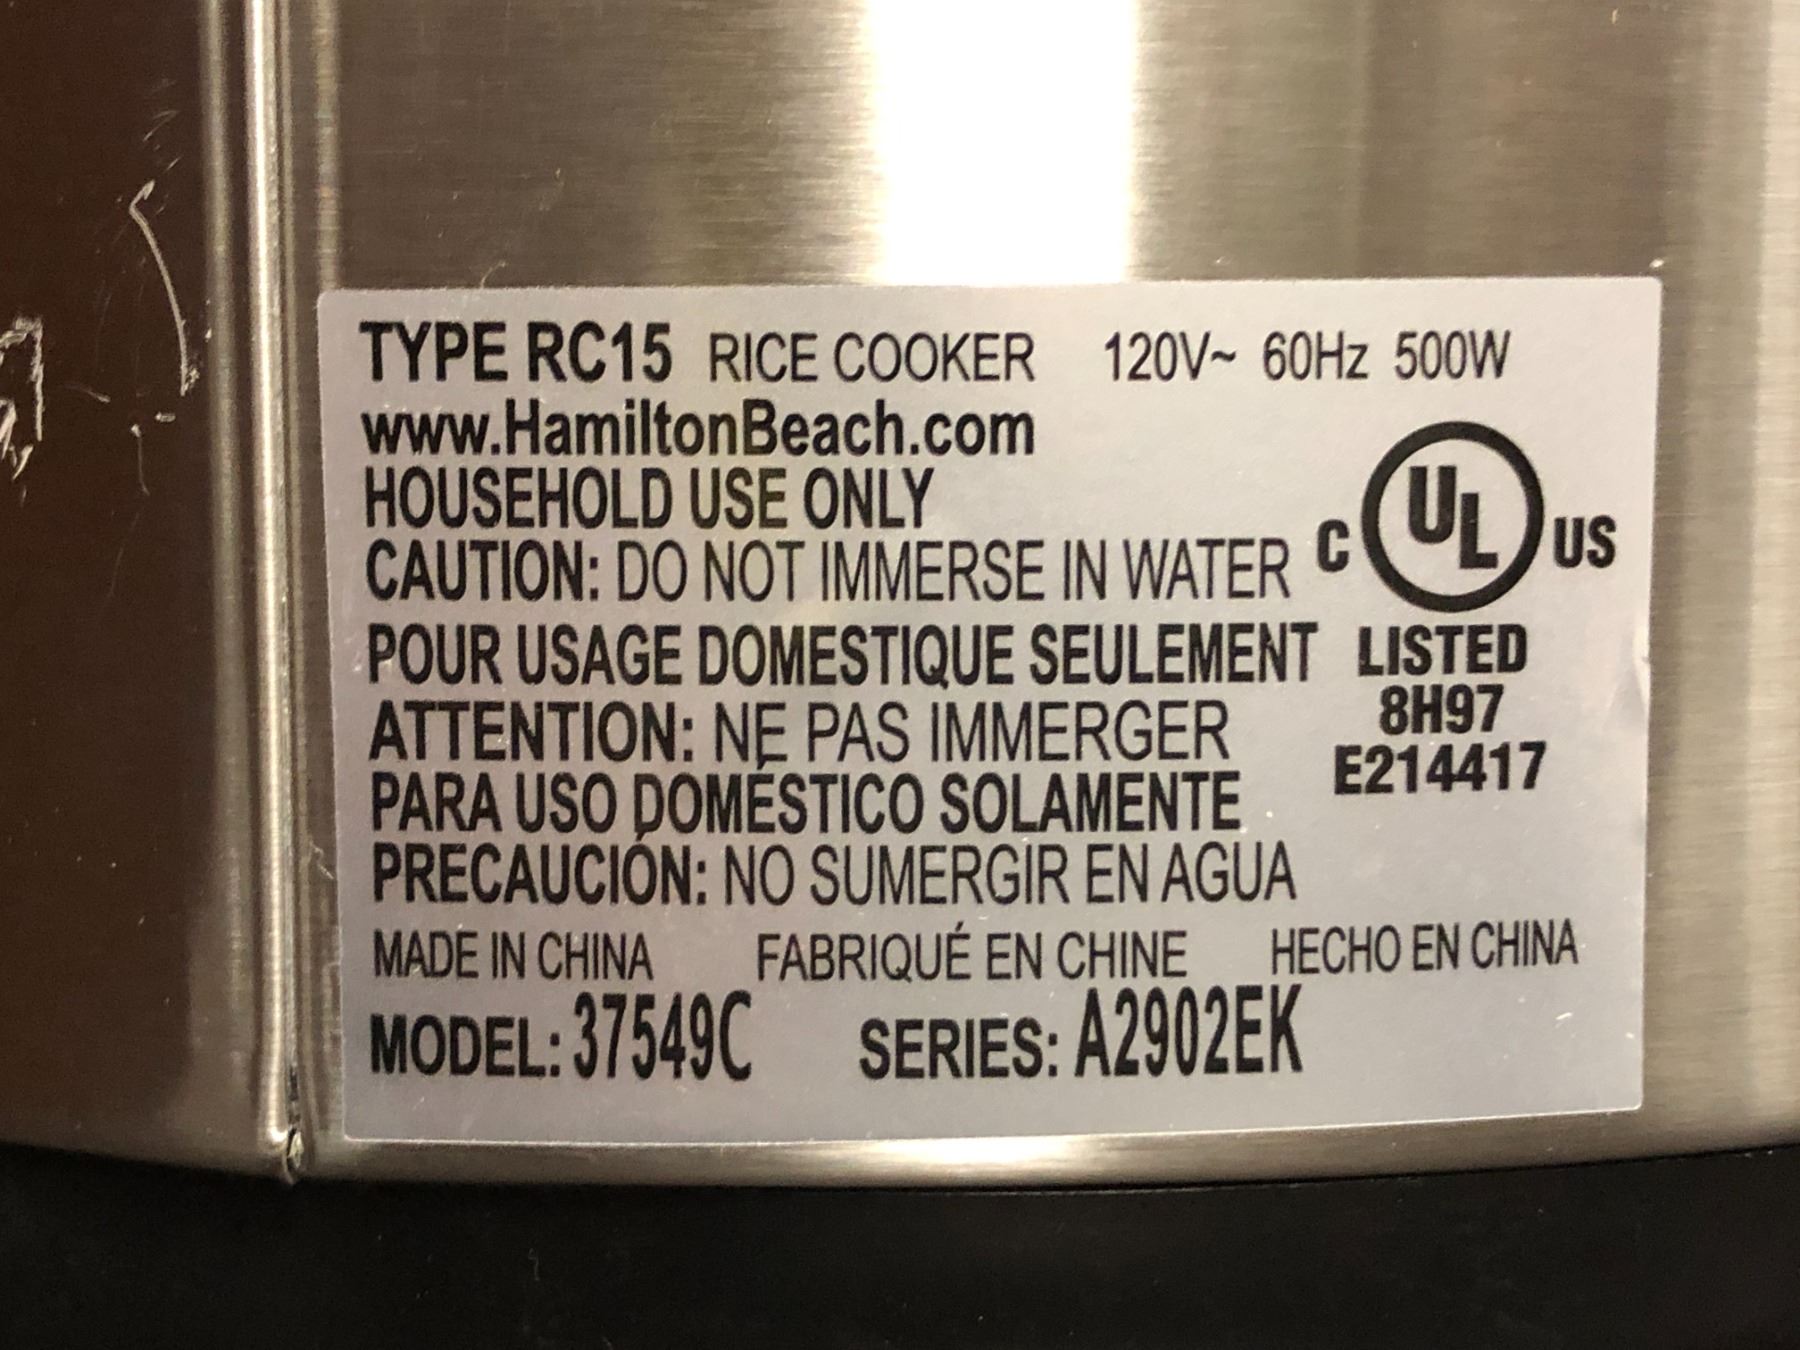 TYPE RC15 RICE COOKER 120V~ 60Hz 500W
www.HamiltonBeach.com
HOUSEHOLD USE ONLY
CAUTION: DO NOT IMMERSE IN WATER
POUR USAGE DOMESTIQUE SEULEMENT
ATTENTION: NE PAS IMMERGER
PARA USO DOMÉSTICO SOLAMENTE
PRECAUCIÓN: NO SUMERGIR EN AGUA
C UL US
LISTED
8H97
E214417
MADE IN CHINA FABRIQUÉ EN CHINE HECHO EN CHINA
MODEL: 37549C SERIES: A2902EK